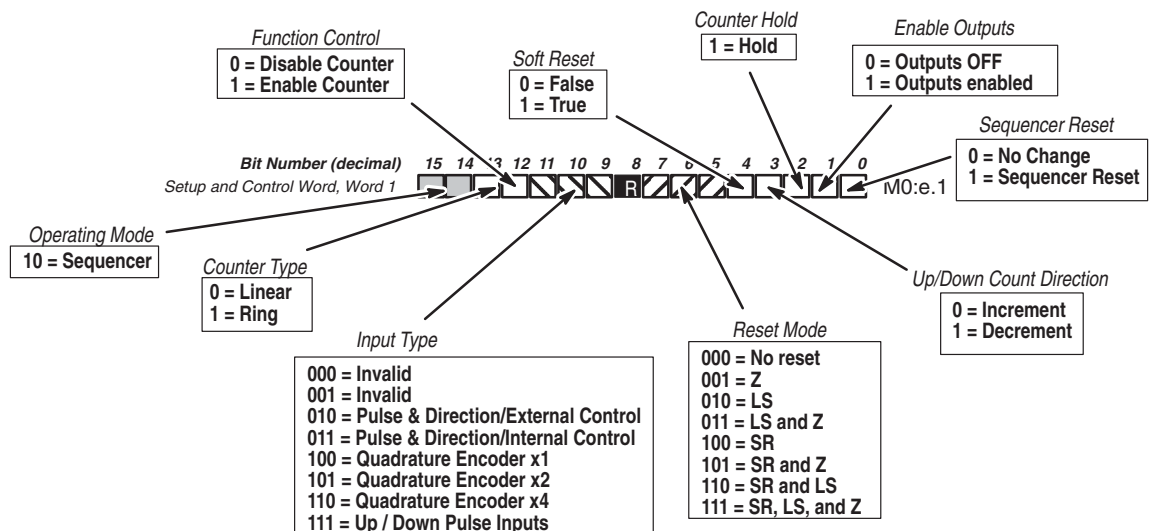 Function Control
0 = Disable Counter
1 = Enable Counter
Soft Reset
0 = False
1 = True
Counter Hold
1 = Hold
Enable Outputs
0 = Outputs OFF
1 = Outputs enabled
Sequencer Reset
0 = No Change
1 = Sequencer Reset
Bit Number (decimal) 15 14 13 12 11 10 9 8 7 6 5 4 3 2 1 0
Setup and Control Word, Word 1 R M0:e.1
Operating Mode
10 = Sequencer
Counter Type
0 = Linear
1 = Ring
Input Type
000 = Invalid
001 = Invalid
010 = Pulse & Direction/External Control
011 = Pulse & Direction/Internal Control
100 = Quadrature Encoder x1
101 = Quadrature Encoder x2
110 = Quadrature Encoder x4
111 = Up / Down Pulse Inputs
Reset Mode
000 = No reset
001 = Z
010 = LS
011 = LS and Z
100 = SR
101 = SR and Z
110 = SR and LS
111 = SR, LS, and Z
Up/Down Count Direction
0 = Increment
1 = Decrement